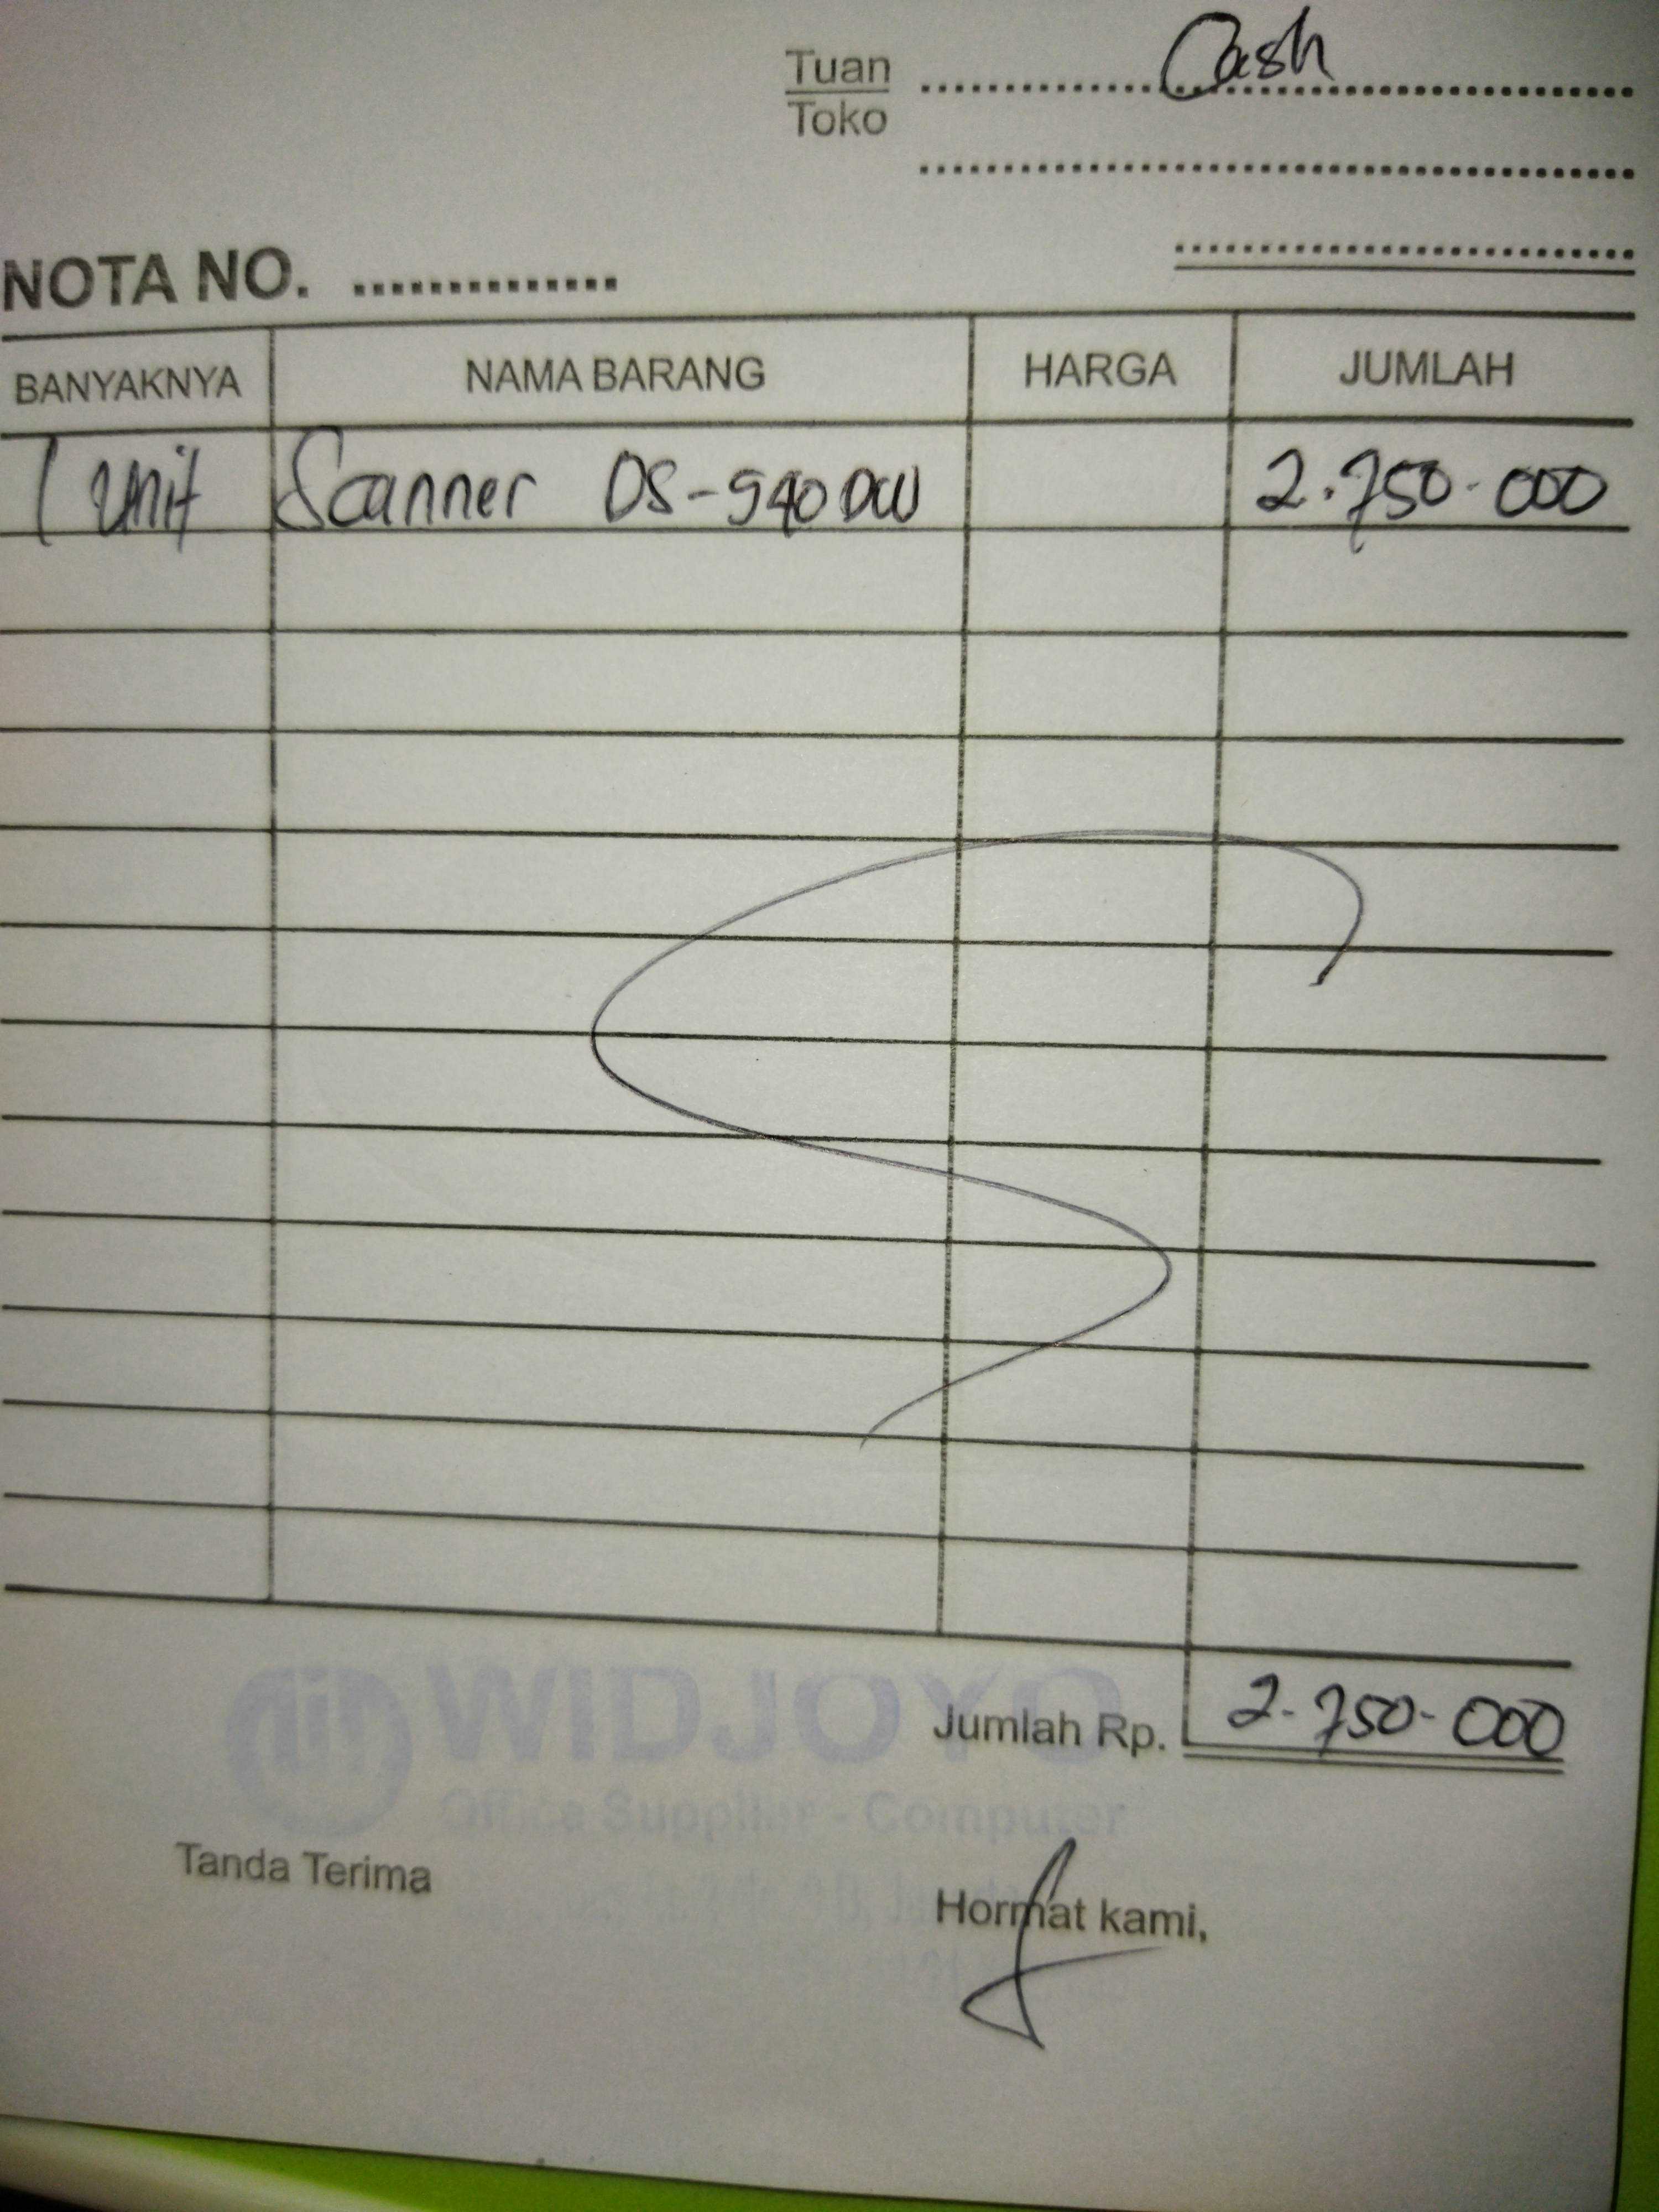 Tuan Cash
Toko
NOTA NO. ..............
BANYAKNYA NAMA BARANG HARGA JUMLAH
1 Unit Scanner DS-940DW 2.750.000
WIDJOYO
Jumlah Rp. 2.750.000
Office Supplier - Computer
Tanda Terima
Hormat kami,